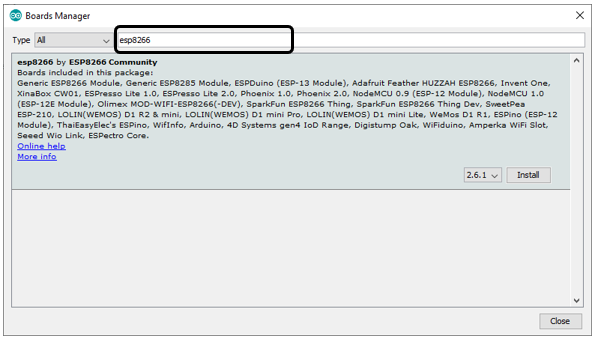 Boards Manager
Type All esp8266
esp8266 by ESP8266 Community
Boards included in this package:
Generic ESP8266 Module, Generic ESP8285 Module, ESPDuino (ESP-13 Module), Adafruit Feather HUZZAH ESP8266, Invent One,
XinaBox CW01, ESPresso Lite 1.0, ESPresso Lite 2.0, Phoenix 1.0, Phoenix 2.0, NodeMCU 0.9 (ESP-12 Module), NodeMCU 1.0
(ESP-12E Module), Olimex MOD-WIFI-ESP8266(-DEV), SparkFun ESP8266 Thing, SparkFun ESP8266 Thing Dev, SweetPea
ESP-210, LOLIN(WEMOS) D1 R2 & mini, LOLIN(WEMOS) D1 mini Pro, LOLIN(WEMOS) D1 mini Lite, WeMos D1 R1, ESPino (ESP-12
Module), ThaiEasyElec's ESPino, WifInfo, Arduino, 4D Systems gen4 IoD Range, Digistump Oak, WiFiduino, Amperka WiFi Slot,
Seeed Wio Link, ESPectro Core.
Online help
More info
2.6.1 Install
Close